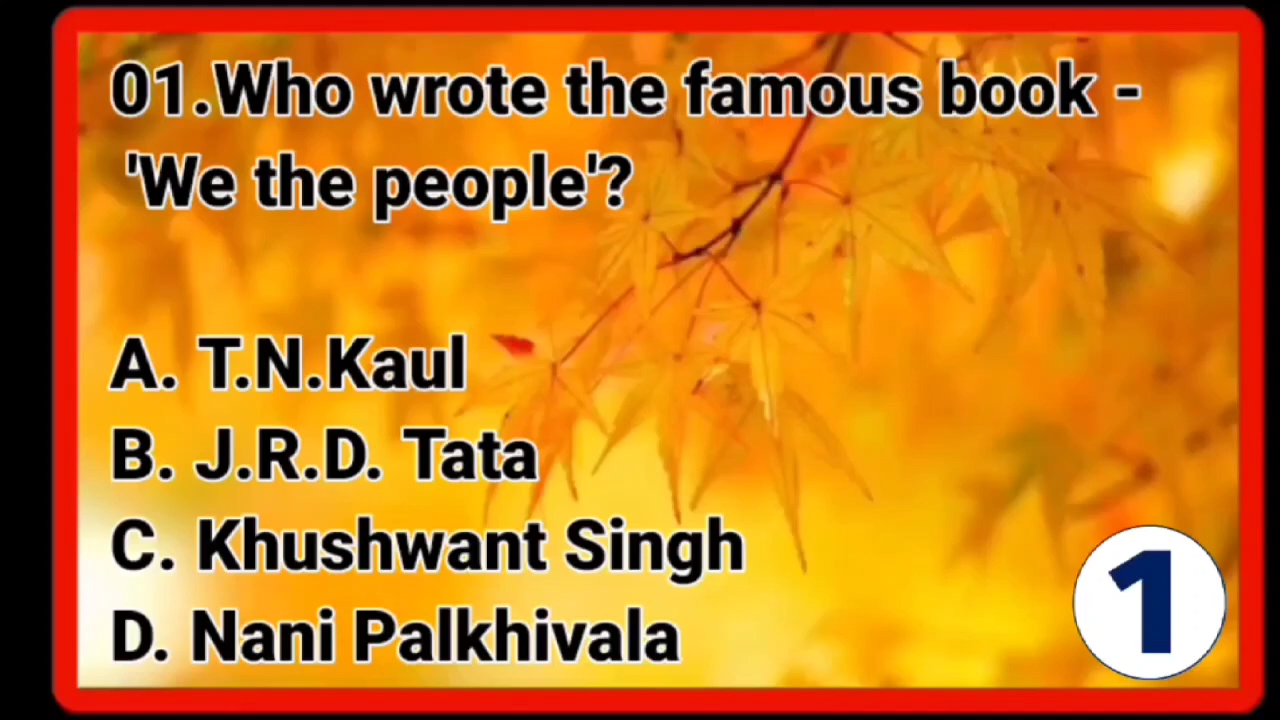 01.Who wrote the famous book -
'We the people'?
A. T.N.Kaul
B. J.R.D. Tata
C. Khushwant Singh
D. Nani Palkhivala
1